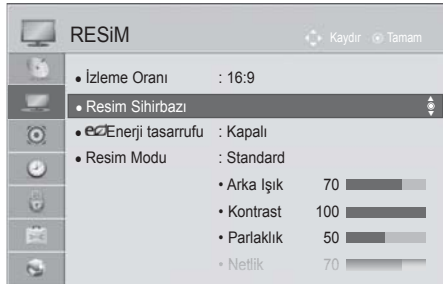 RESiM
Kaydır
Tamam
• İzleme Oranı : 16:9
• Resim Sihirbazı
• eco Enerji tasarrufu : Kapalı
• Resim Modu : Standard
• Arka Işık 70
• Kontrast 100
• Parlaklık 50
• Netlik 70